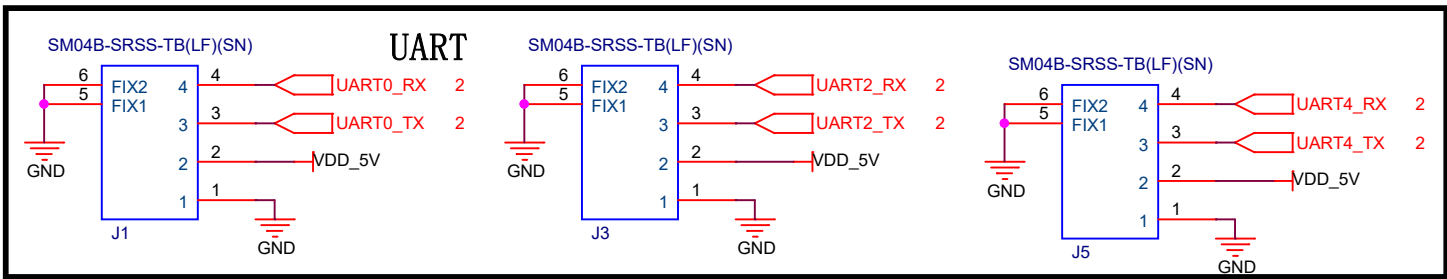 UART
SM04B-SRSS-TB(LF)(SN)
6 FIX2 4 4 UART0_RX 2
5 FIX1
3 3 UART0_TX 2
2 2 VDD_5V
1 1
GND
GND
J1
SM04B-SRSS-TB(LF)(SN)
6 FIX2 4 4 UART2_RX 2
5 FIX1
3 3 UART2_TX 2
2 2 VDD_5V
1 1
GND
GND
J3
SM04B-SRSS-TB(LF)(SN)
6 FIX2 4 4 UART4_RX 2
5 FIX1
3 3 UART4_TX 2
2 2 VDD_5V
1 1
GND
GND
J5